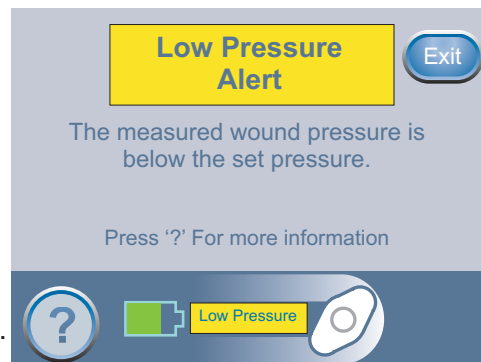 Low Pressure
Alert
Exit
The measured wound pressure is
below the set pressure.
Press ‘?’ For more information
.
?
Low Pressure